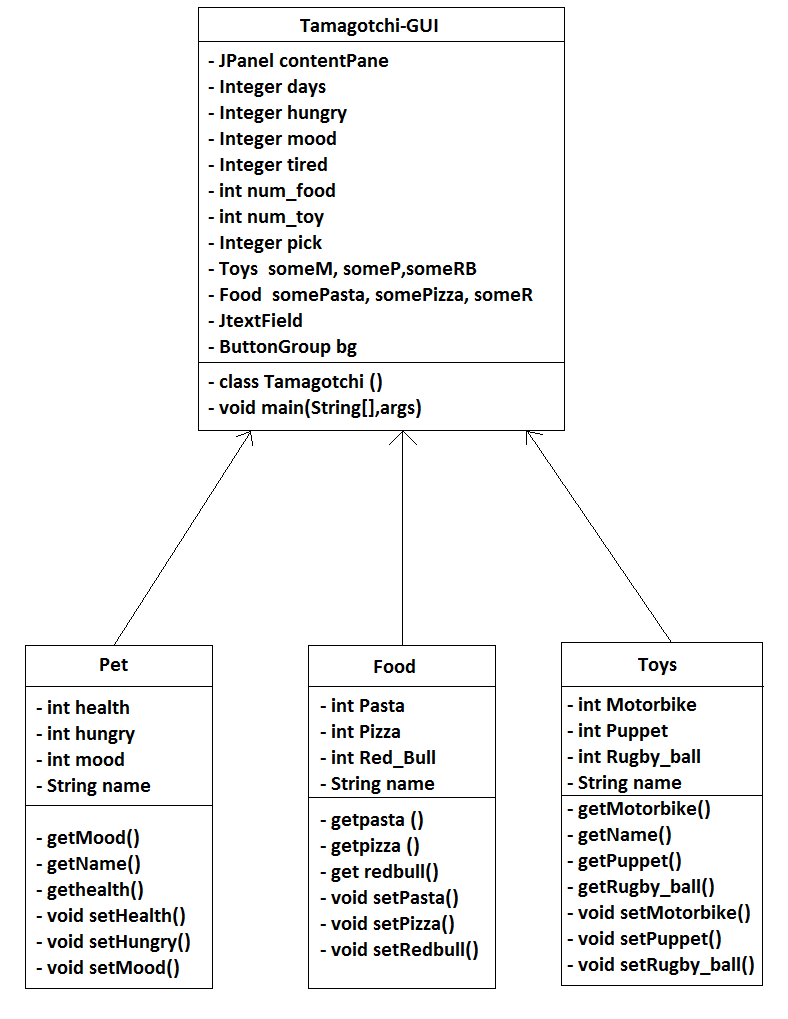 Tamagotchi-GUI
- JPanel contentPane
- Integer days
- Integer hungry
- Integer mood
- Integer tired
- int num_food
- int num_toy
- Integer pick
- Toys  someM, someP,someRB
- Food  somePasta, somePizza, someR
- JtextField
- ButtonGroup bg
- class Tamagotchi ()
- void main(String[],args)
Pet
- int health
- int hungry
- int mood
- String name
- getMood()
- getName()
- gethealth()
- void setHealth()
- void setHungry()
- void setMood()
Food
- int Pasta
- int Pizza
- int Red_Bull
- String name
- getpasta ()
- getpizza ()
- get redbull()
- void setPasta()
- void setPizza()
- void setRedbull()
Toys
- int Motorbike
- int Puppet
- int Rugby_ball
- String name
- getMotorbike()
- getName()
- getPuppet()
- getRugby_ball()
- void setMotorbike()
- void setPuppet()
- void setRugby_ball()